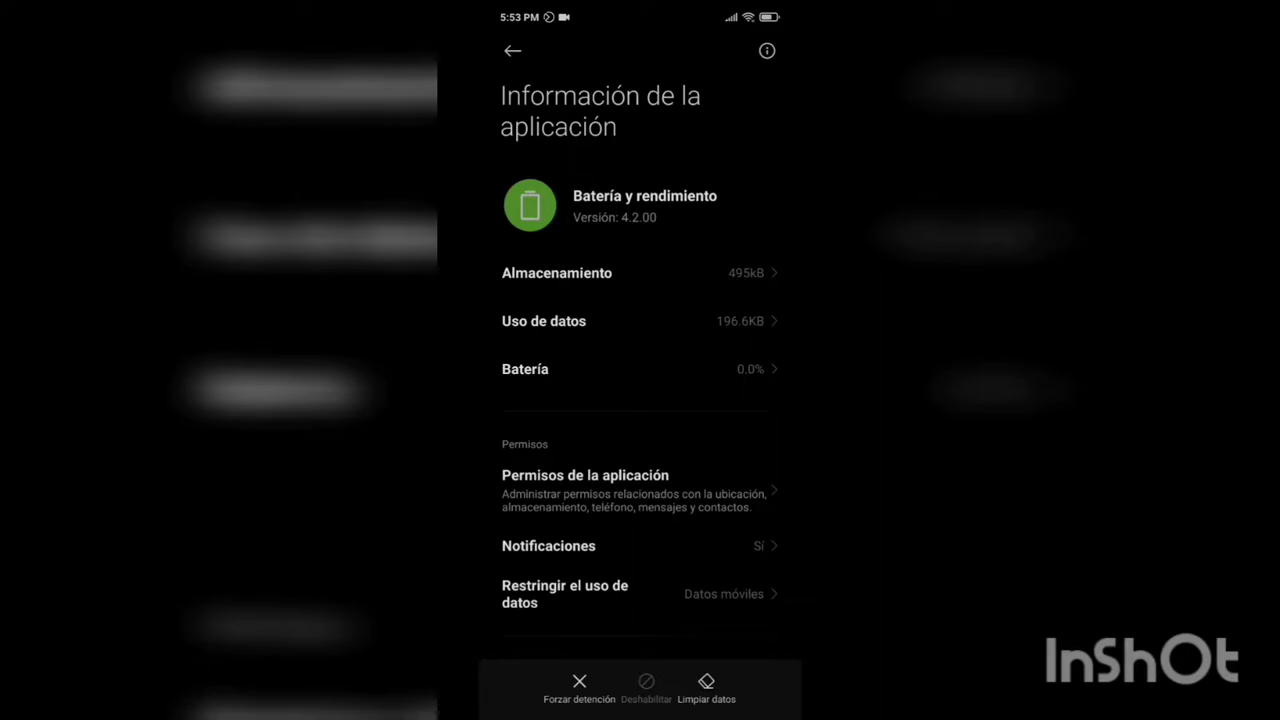 5:53 PM
Información de la
aplicación
Batería y rendimiento
Versión: 4.2.00
Almacenamiento 495kB
Uso de datos 196.6KB
Batería 0.0%
Permisos
Permisos de la aplicación
Administrar permisos relacionados con la ubicación,
almacenamiento, teléfono, mensajes y contactos.
Notificaciones Sí
Restringir el uso de
datos Datos móviles
Forzar detención Deshabilitar Limpiar datos
InShOt